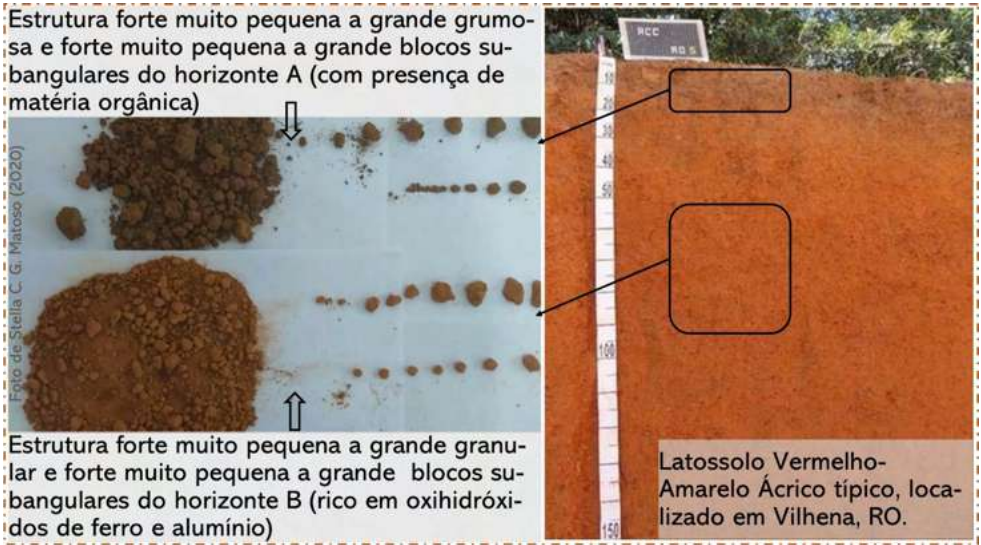 Estrutura forte muito pequena a grande grumo-
sa e forte muito pequena a grande blocos su-
bangulares do horizonte A (com presença de
matéria orgânica)
Foto de Stella C. G. Matoso (2020)
Estrutura forte muito pequena a grande granu-
lar e forte muito pequena a grande blocos su-
bangulares do horizonte B (rico em oxihidróxi-
dos de ferro e alumínio)
RCC
RO 5
10
20
30
40
50
100
150
Latossolo Vermelho-
Amarelo Ácrico típico, loca-
lizado em Vilhena, RO.